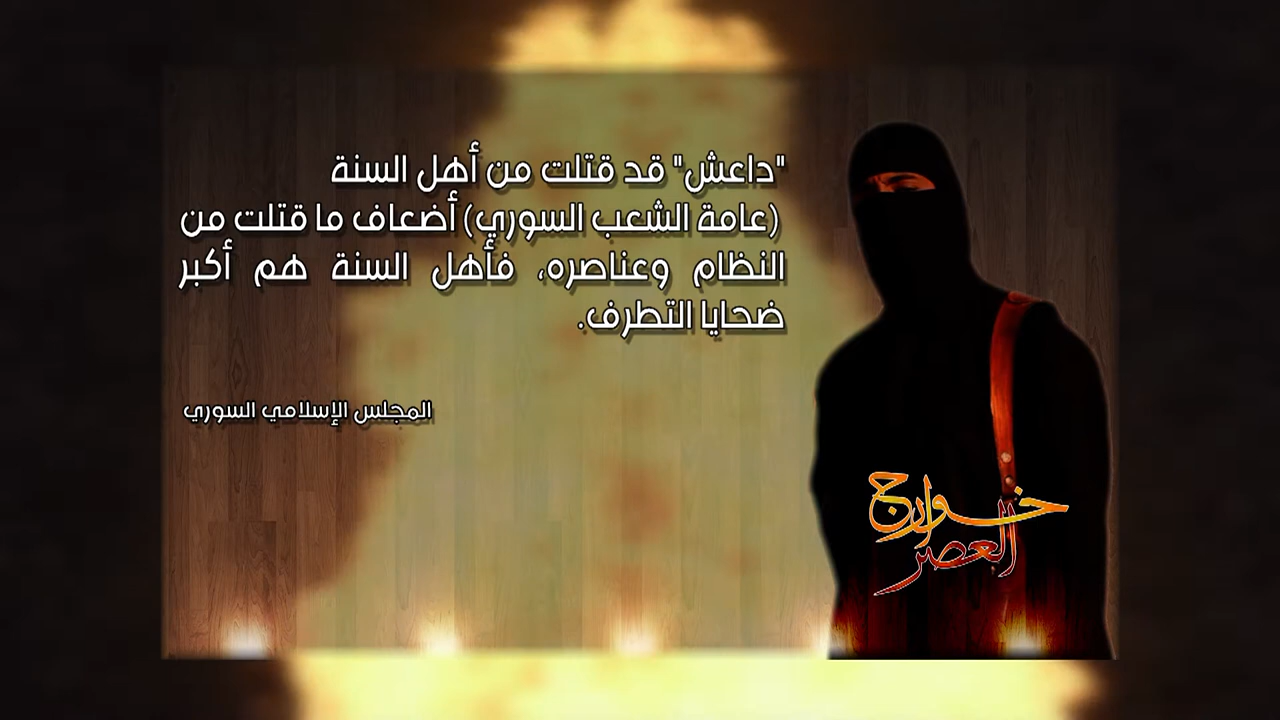 "داعش" قد قتلت من أهل السنة
(عامة الشعب السوري) أضعاف ما قتلت من
النظام وعناصره، فأهل السنة هم أكبر
ضحايا التطرف.
المجلس الإسلامي السوري
خوارج
العصر